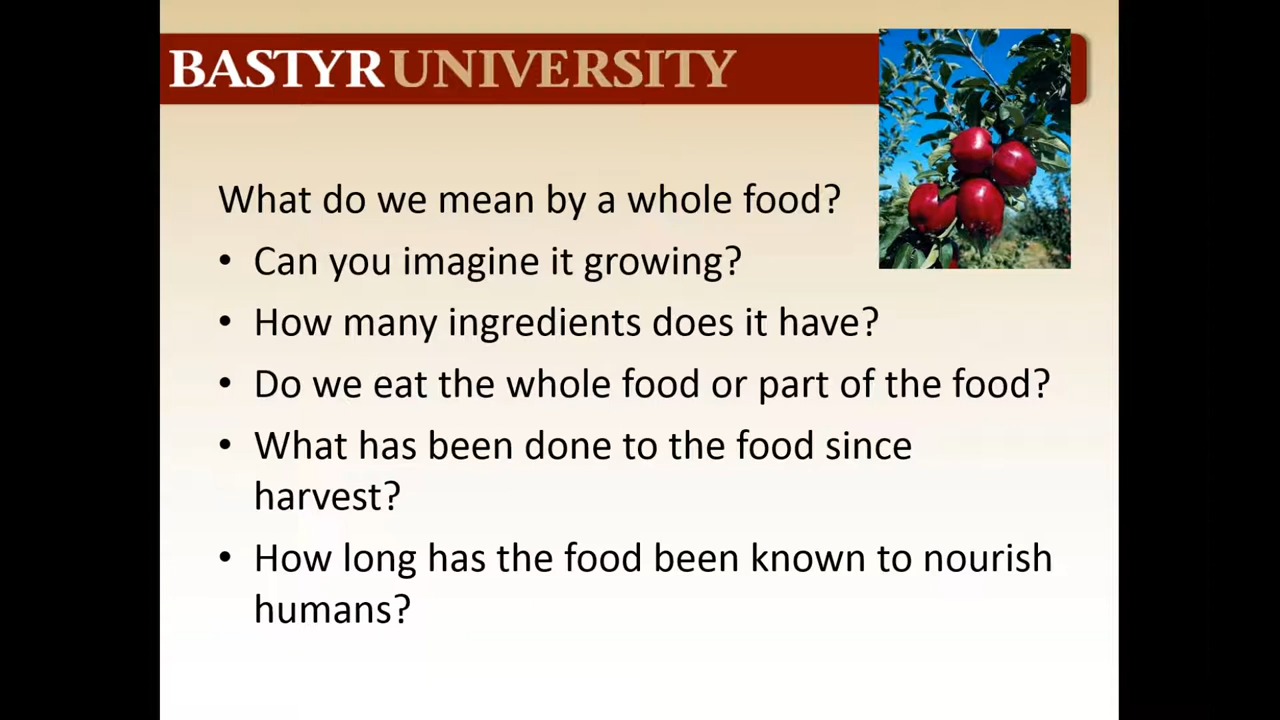 BASTYR UNIVERSITY
What do we mean by a whole food?
• Can you imagine it growing?
• How many ingredients does it have?
• Do we eat the whole food or part of the food?
• What has been done to the food since
harvest?
• How long has the food been known to nourish
humans?